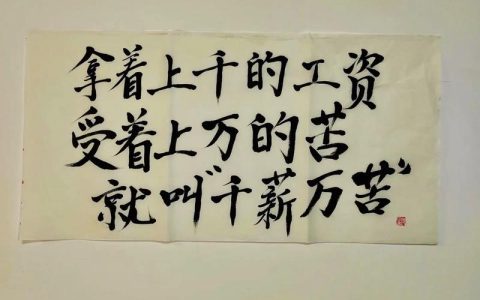 拿着上千的工资
受着上万的苦
就叫"千薪万苦"